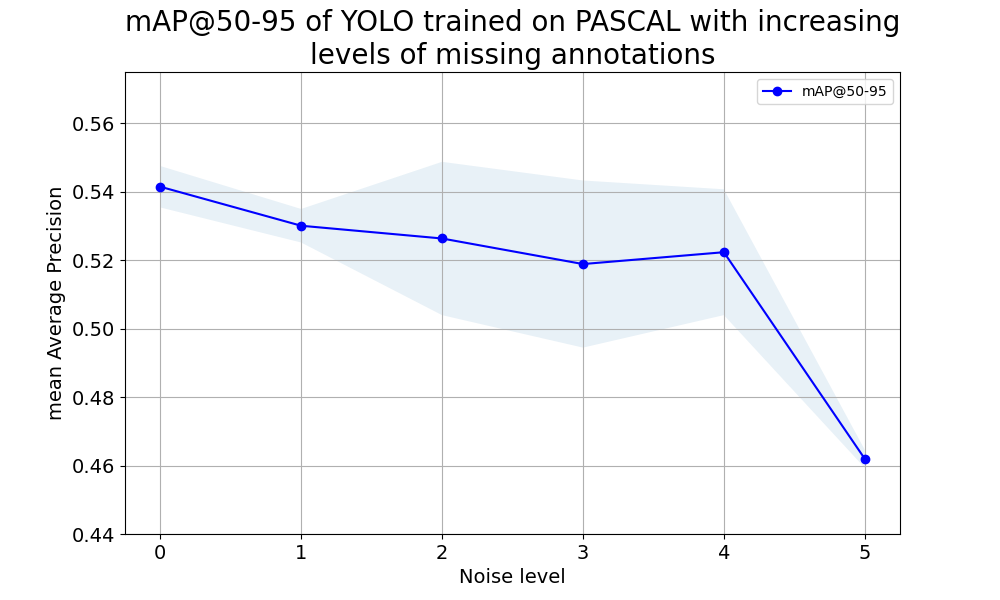 mAP@50-95 of YOLO trained on PASCAL with increasing
levels of missing annotations
mAP@50-95
mean Average Precision
0.56
0.54
0.52
0.50
0.48
0.46
0.44
0 1 2 3 4 5
Noise level